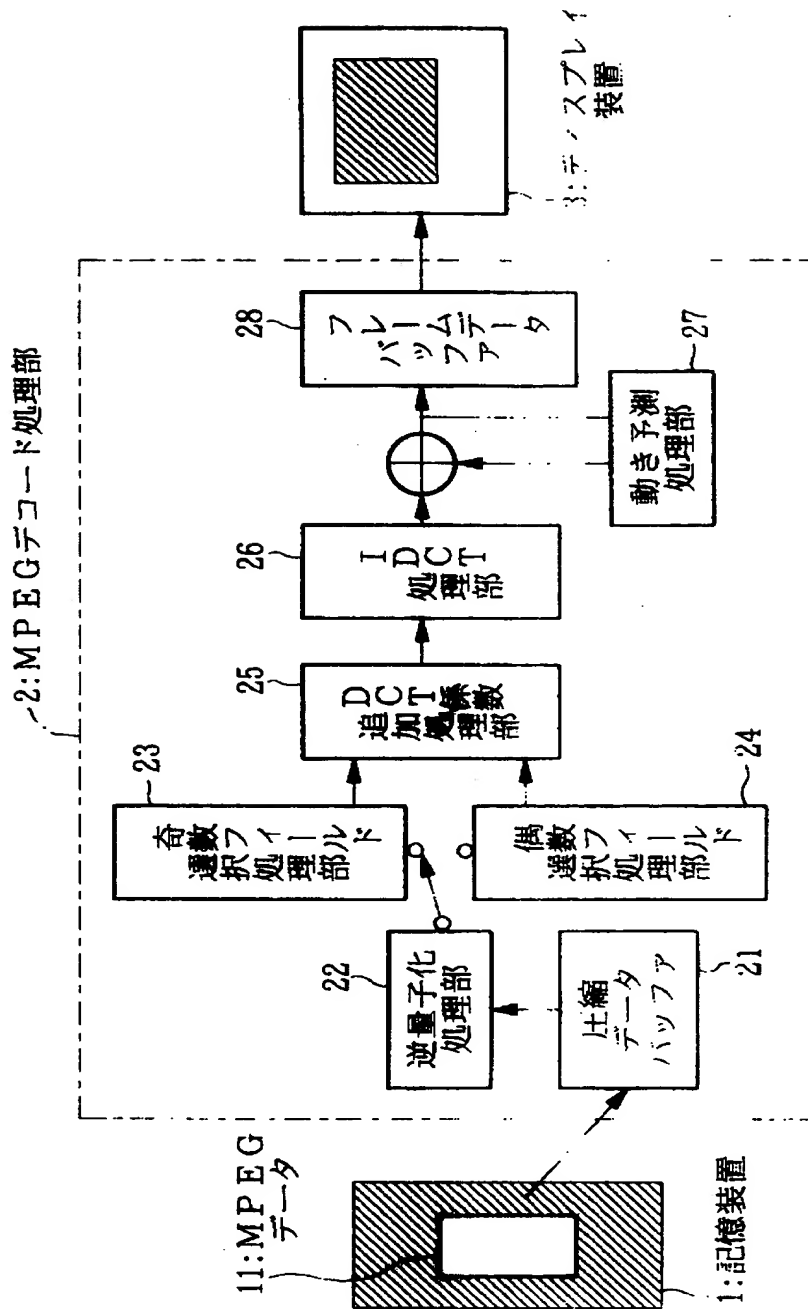 2:MPEGデコード処理部
11:MPEG
データ
1:記憶装置
21
圧縮
データ
バッファ
22
逆量子化
処理部
23
奇数フィールド
選択処理部
24
偶数フィールド
選択処理部
25
DCT係数
追加処理部
26
IDCT
処理部
27
動き予測
処理部
28
フレームデータ
バッファ
3:ディスプレイ
装置